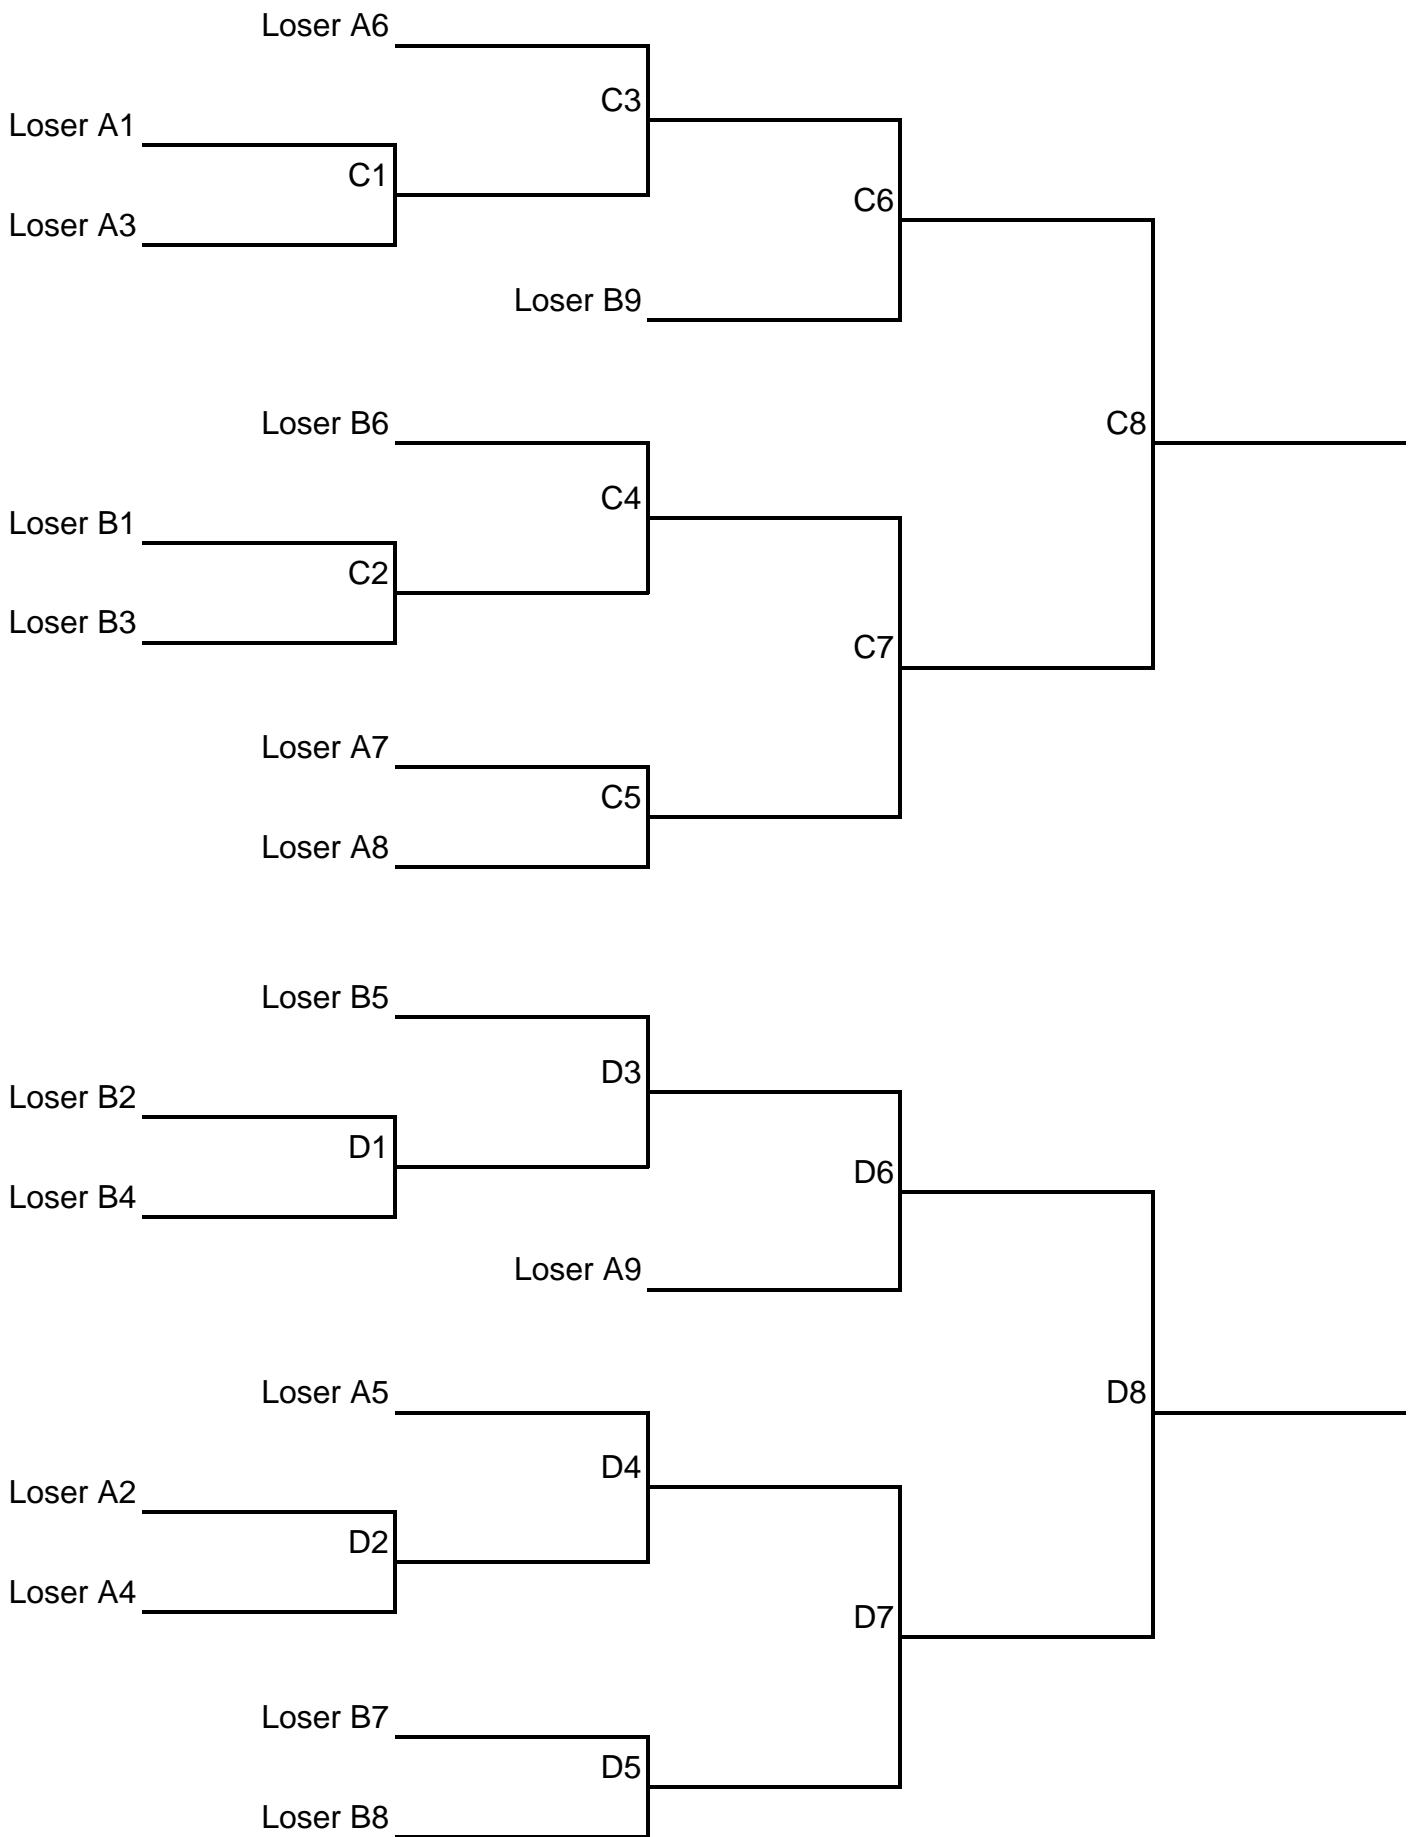 Loser A6
C3
Loser A1
C1
C6
Loser A3
Loser B9
Loser B6
C8
C4
Loser B1
C2
Loser B3
C7
Loser A7
C5
Loser A8
Loser B5
D3
Loser B2
D1
D6
Loser B4
Loser A9
Loser A5
D8
D4
Loser A2
D2
Loser A4
D7
Loser B7
D5
Loser B8